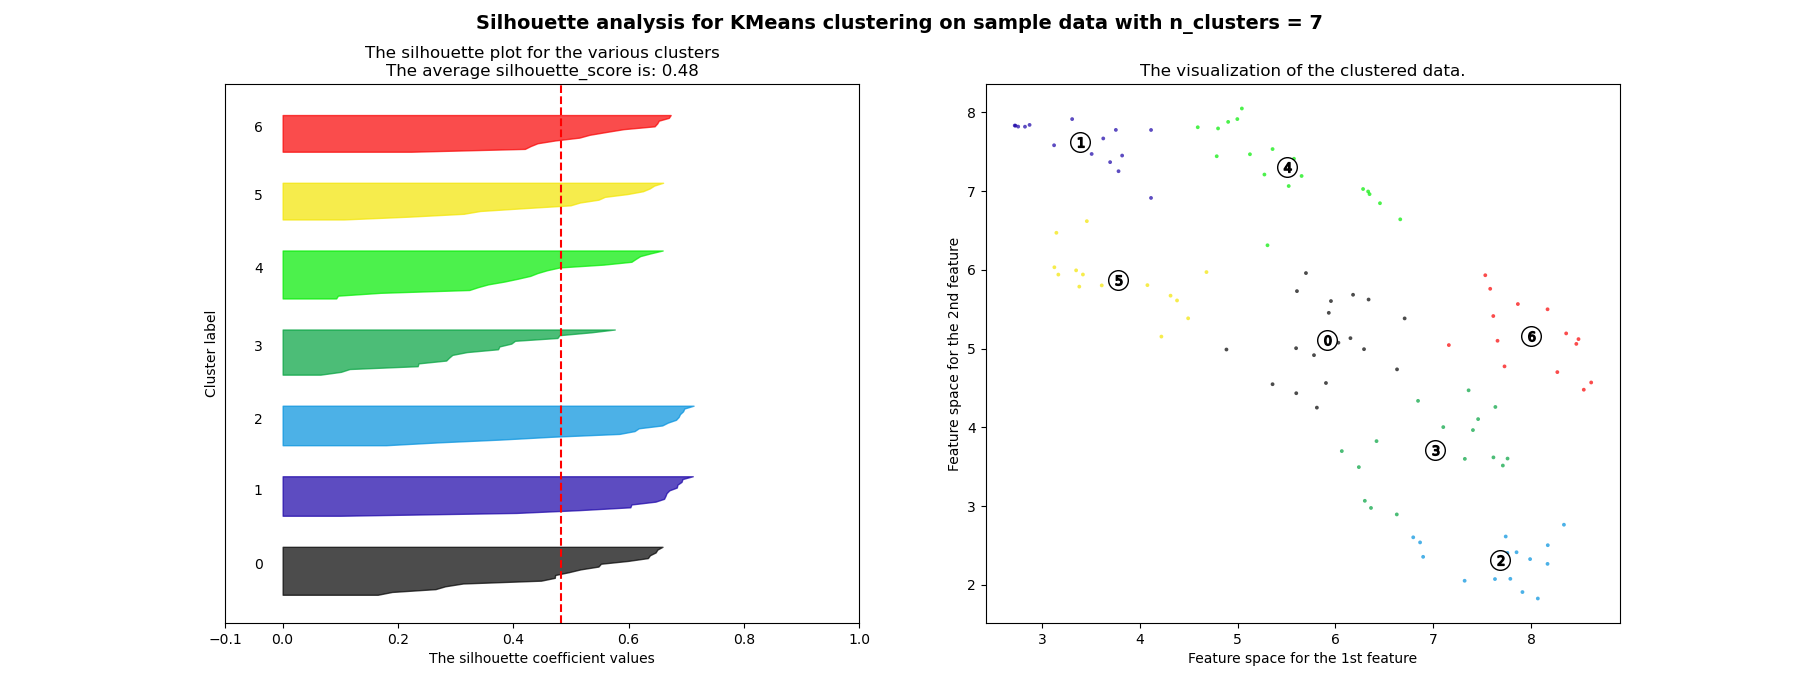 Silhouette analysis for KMeans clustering on sample data with n_clusters = 7
The silhouette plot for the various clusters
The average silhouette_score is: 0.48
Cluster label
6
5
4
3
2
1
0
−0.1 0.0 0.2 0.4 0.6 0.8 1.0
The silhouette coefficient values
The visualization of the clustered data.
Feature space for the 2nd feature
8
7
6
5
4
3
2
1
4
5
6
0
3
2
3 4 5 6 7 8
Feature space for the 1st feature